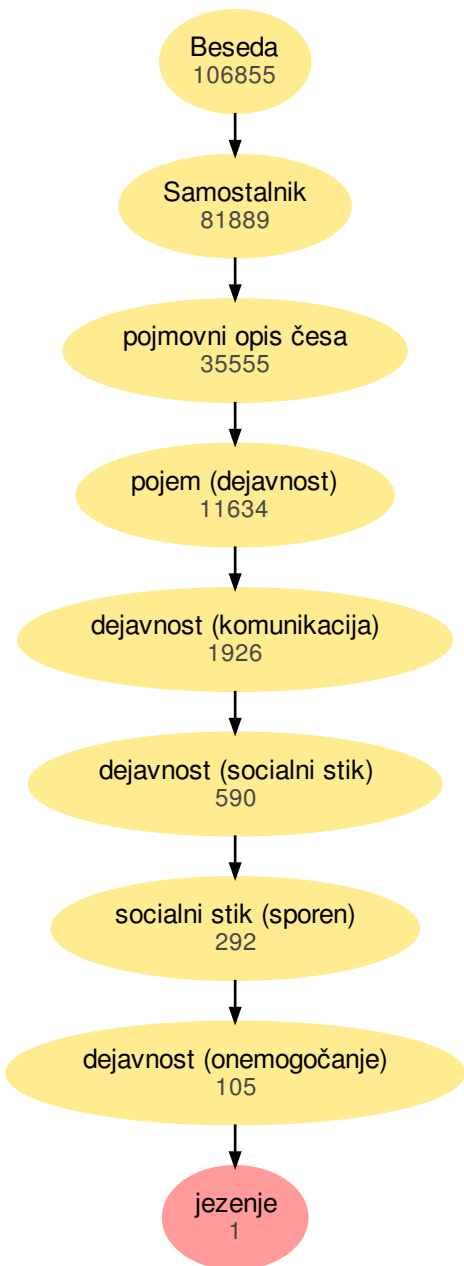 Beseda
106855
Samostalnik
81889
pojmovni opis česa
35555
pojem (dejavnost)
11634
dejavnost (komunikacija)
1926
dejavnost (socialni stik)
590
socialni stik (sporen)
292
dejavnost (onemogočanje)
105
jezenje
1